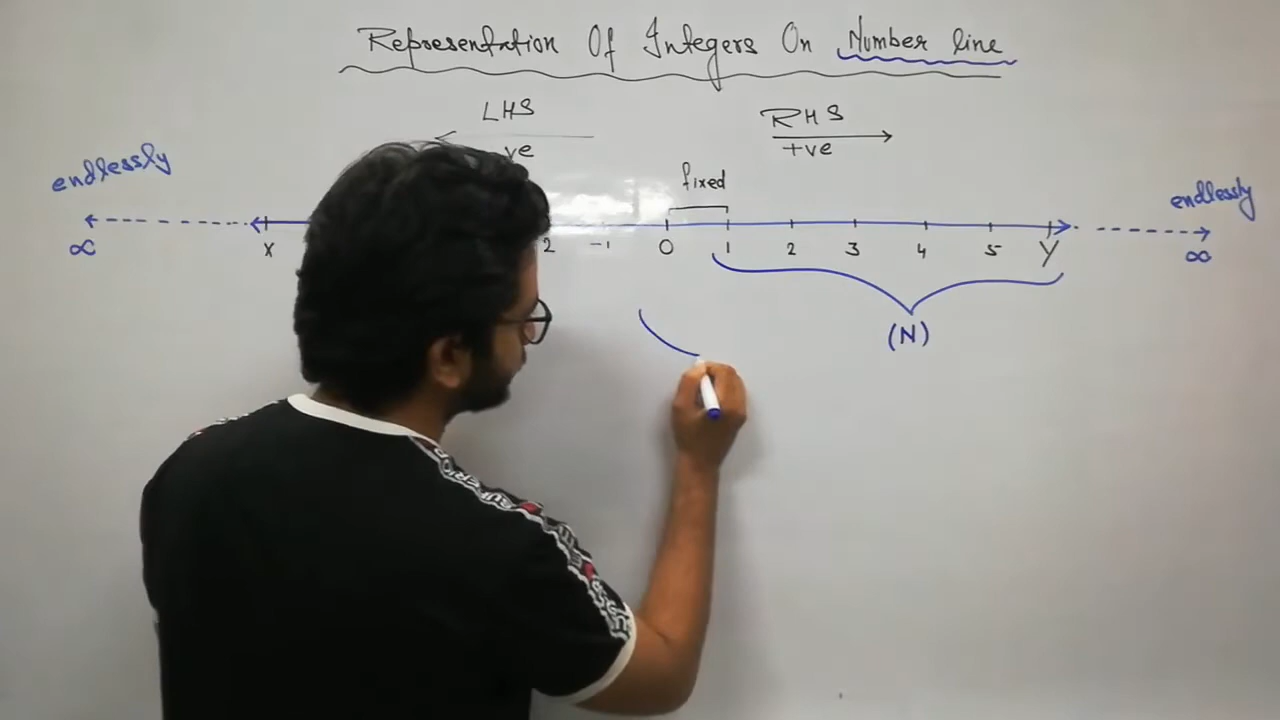 Representation Of Integers On Number line
LHS RHS
ve +ve
endlessly fixed endlessly
∞ X 2 -1 0 1 2 3 4 5 Y ∞
(N)